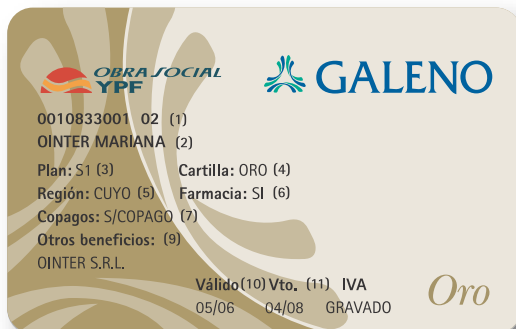 OBRA SOCIAL
YPF
GALENO
0010833001 02 (1)
OINTER MARIANA (2)
Plan: S1 (3) Cartilla: ORO (4)
Región: CUYO (5) Farmacia: SI (6)
Copagos: S/COPAGO (7)
Otros beneficios: (9)
OINTER S.R.L.
Válido (10) Vto. (11) IVA
05/06 04/08 GRAVADO
Oro